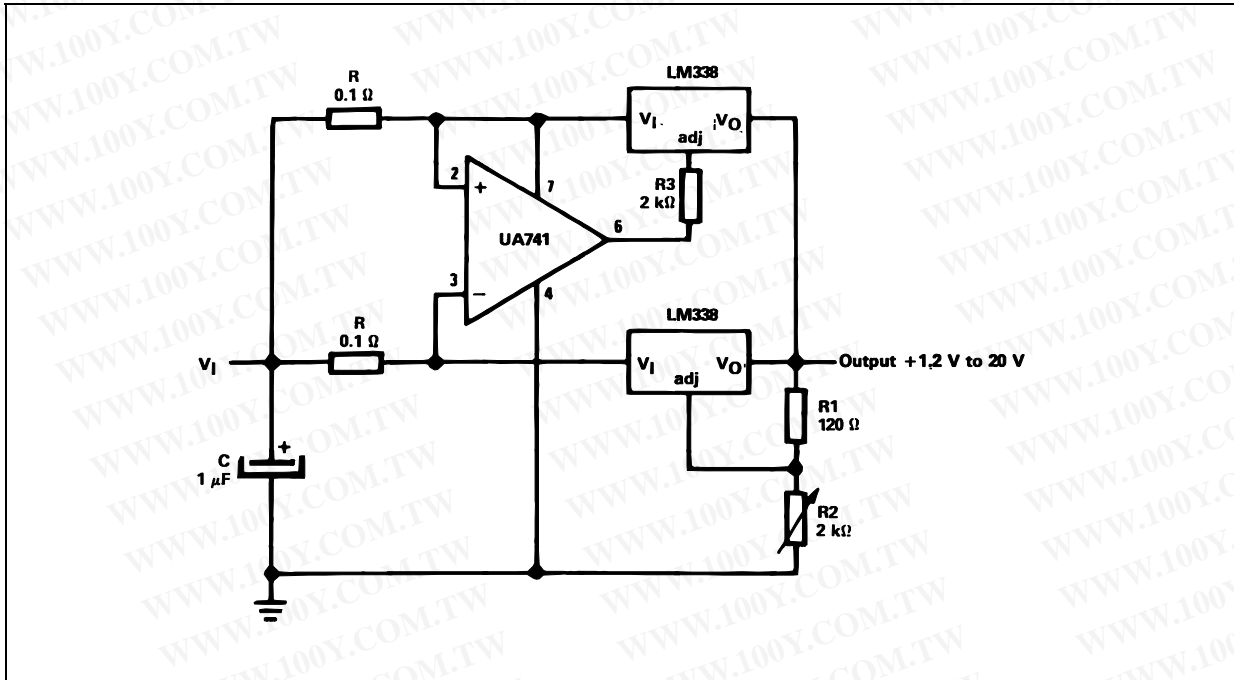 R
0.1 Ω
LM338
VI
VO
adj
2
+
7
R3
2 kΩ
UA741
6
3
−
4
R
0.1 Ω
LM338
VI
VI
VO
adj
Output +1.2 V to 20 V
R1
120 Ω
+
C
1 μF
R2
2 kΩ
WWW.100Y.COM.TW